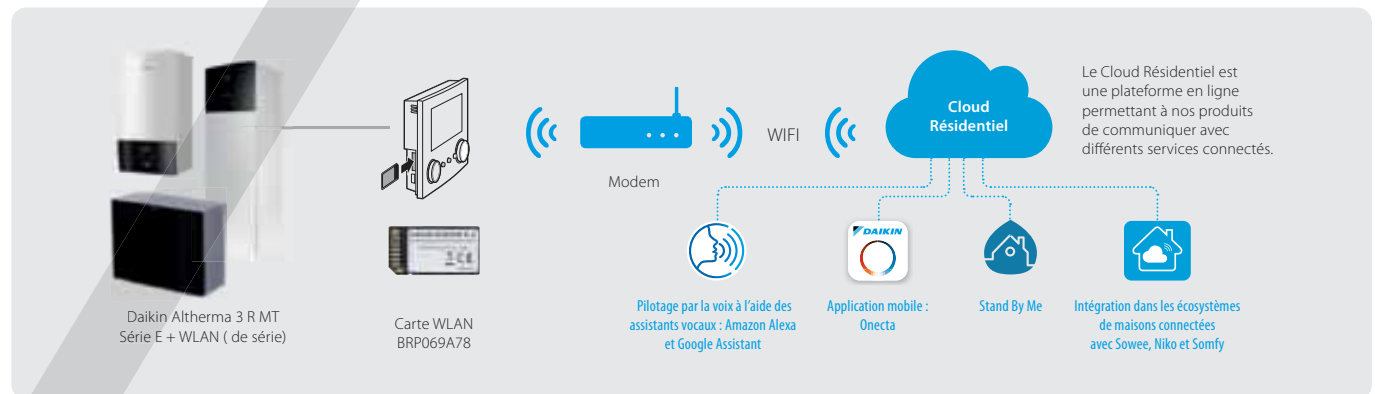 Daikin Altherma 3 R MT
Série E + WLAN ( de série)
Carte WLAN
BRP069A78
Modem
WIFI
Cloud
Résidentiel
Le Cloud Résidentiel est
une plateforme en ligne
permettant à nos produits
de communiquer avec
différents services connectés.
Pilotage par la voix à l’aide des
assistants vocaux : Amazon Alexa
et Google Assistant
DAIKIN
Application mobile :
Onecta
Stand By Me
Intégration dans les écosystèmes
de maisons connectées
avec Sowee, Niko et Somfy